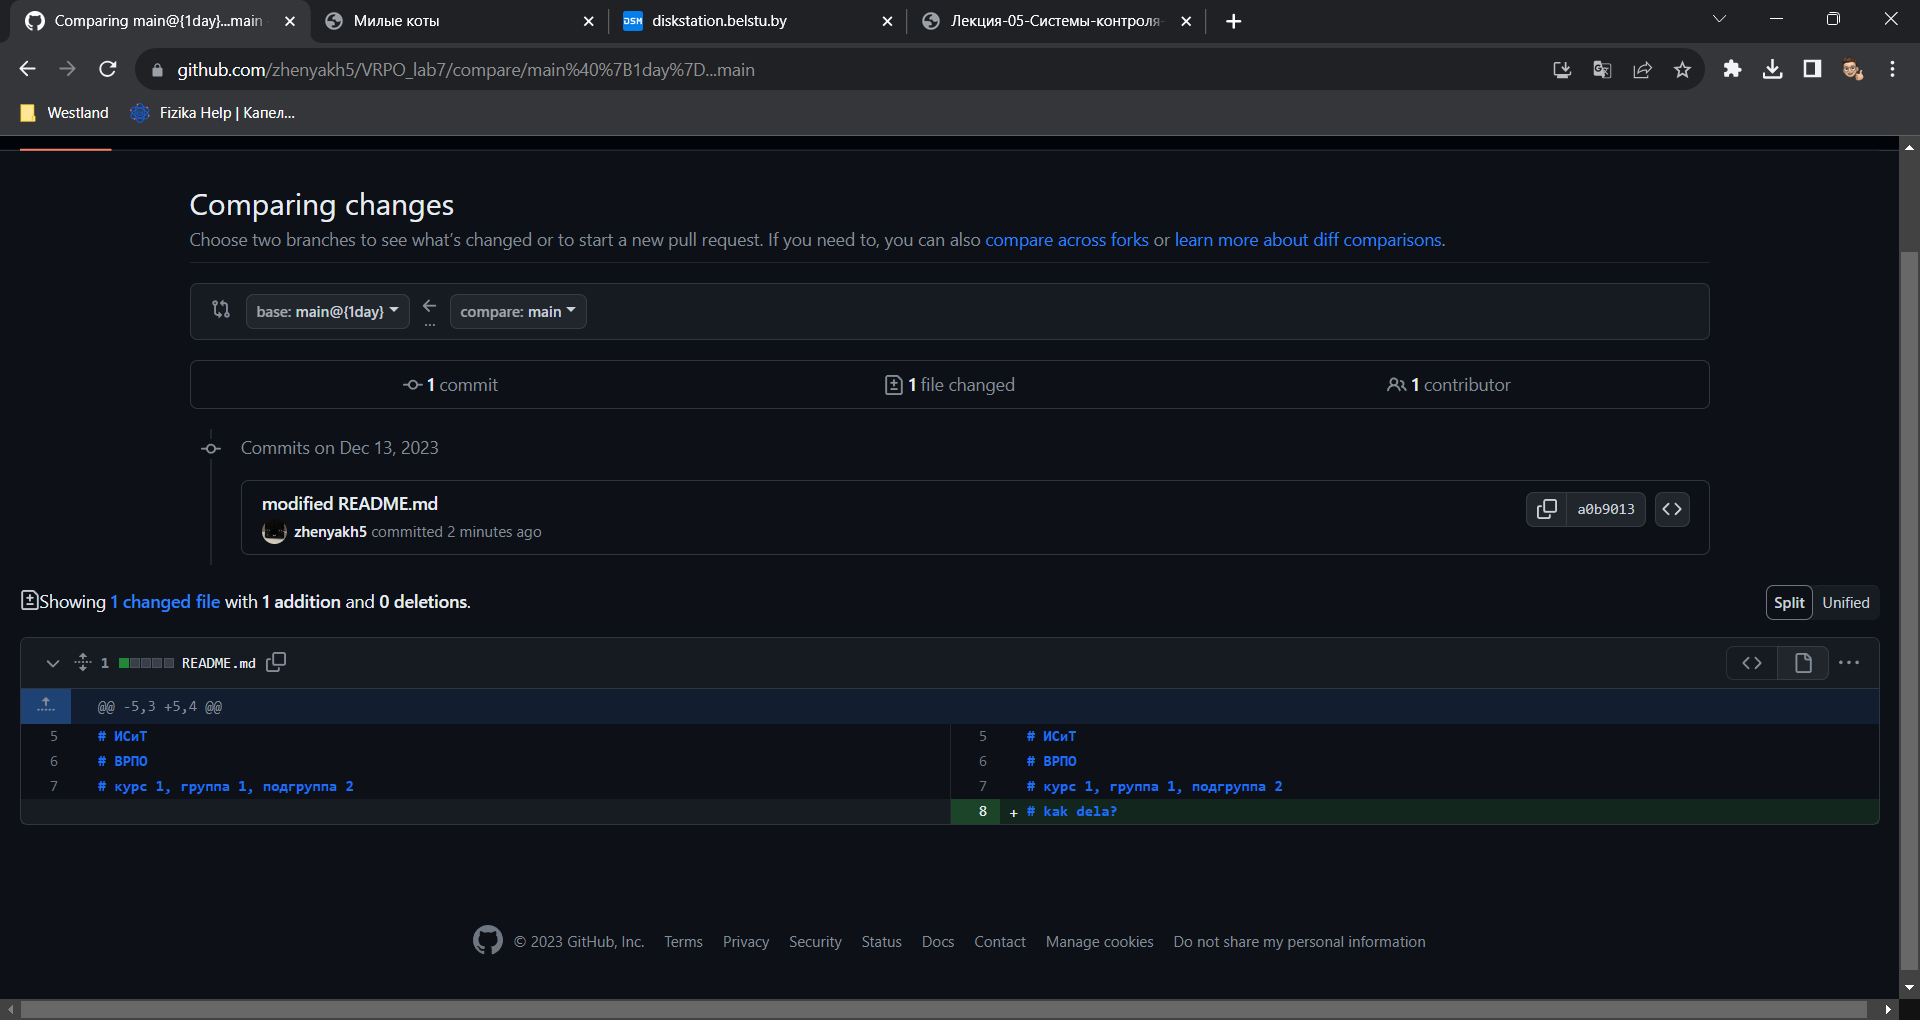 Comparing main@{1day}...main
Милые коты
DSM diskstation.belstu.by
Лекция-05-Системы-контроля-
github.com/zhenyakh5/VRPO_lab7/compare/main%40%7B1day%7D...main
Westland
Fizika Help | Капел...
Comparing changes
Choose two branches to see what's changed or to start a new pull request. If you need to, you can also compare across forks or learn more about diff comparisons.
base: main@{1day}
...
compare: main
1 commit
1 file changed
1 contributor
Commits on Dec 13, 2023
modified README.md
a0b9013
zhenyakh5 committed 2 minutes ago
Showing 1 changed file with 1 addition and 0 deletions.
Split Unified
1 README.md
@@ -5,3 +5,4 @@
5 # ИСиТ 5 # ИСиТ
6 # ВРПО 6 # ВРПО
7 # курс 1, группа 1, подгруппа 2 7 # курс 1, группа 1, подгруппа 2
8 + # kak dela?
© 2023 GitHub, Inc. Terms Privacy Security Status Docs Contact Manage cookies Do not share my personal information